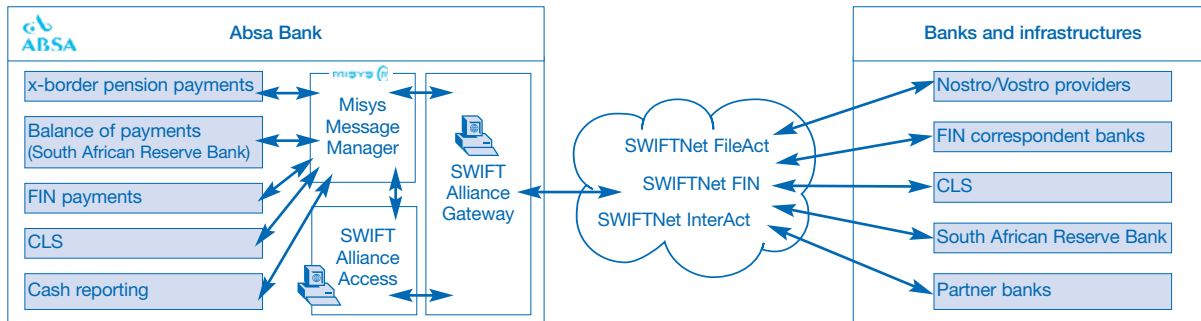 ABSA
Absa Bank
x-border pension payments
Balance of payments
(South African Reserve Bank)
FIN payments
CLS
Cash reporting
MISYS
Misys
Message
Manager
SWIFT
Alliance
Access
SWIFT
Alliance
Gateway
SWIFTNet FileAct
SWIFTNet FIN
SWIFTNet InterAct
Banks and infrastructures
Nostro/Vostro providers
FIN correspondent banks
CLS
South African Reserve Bank
Partner banks